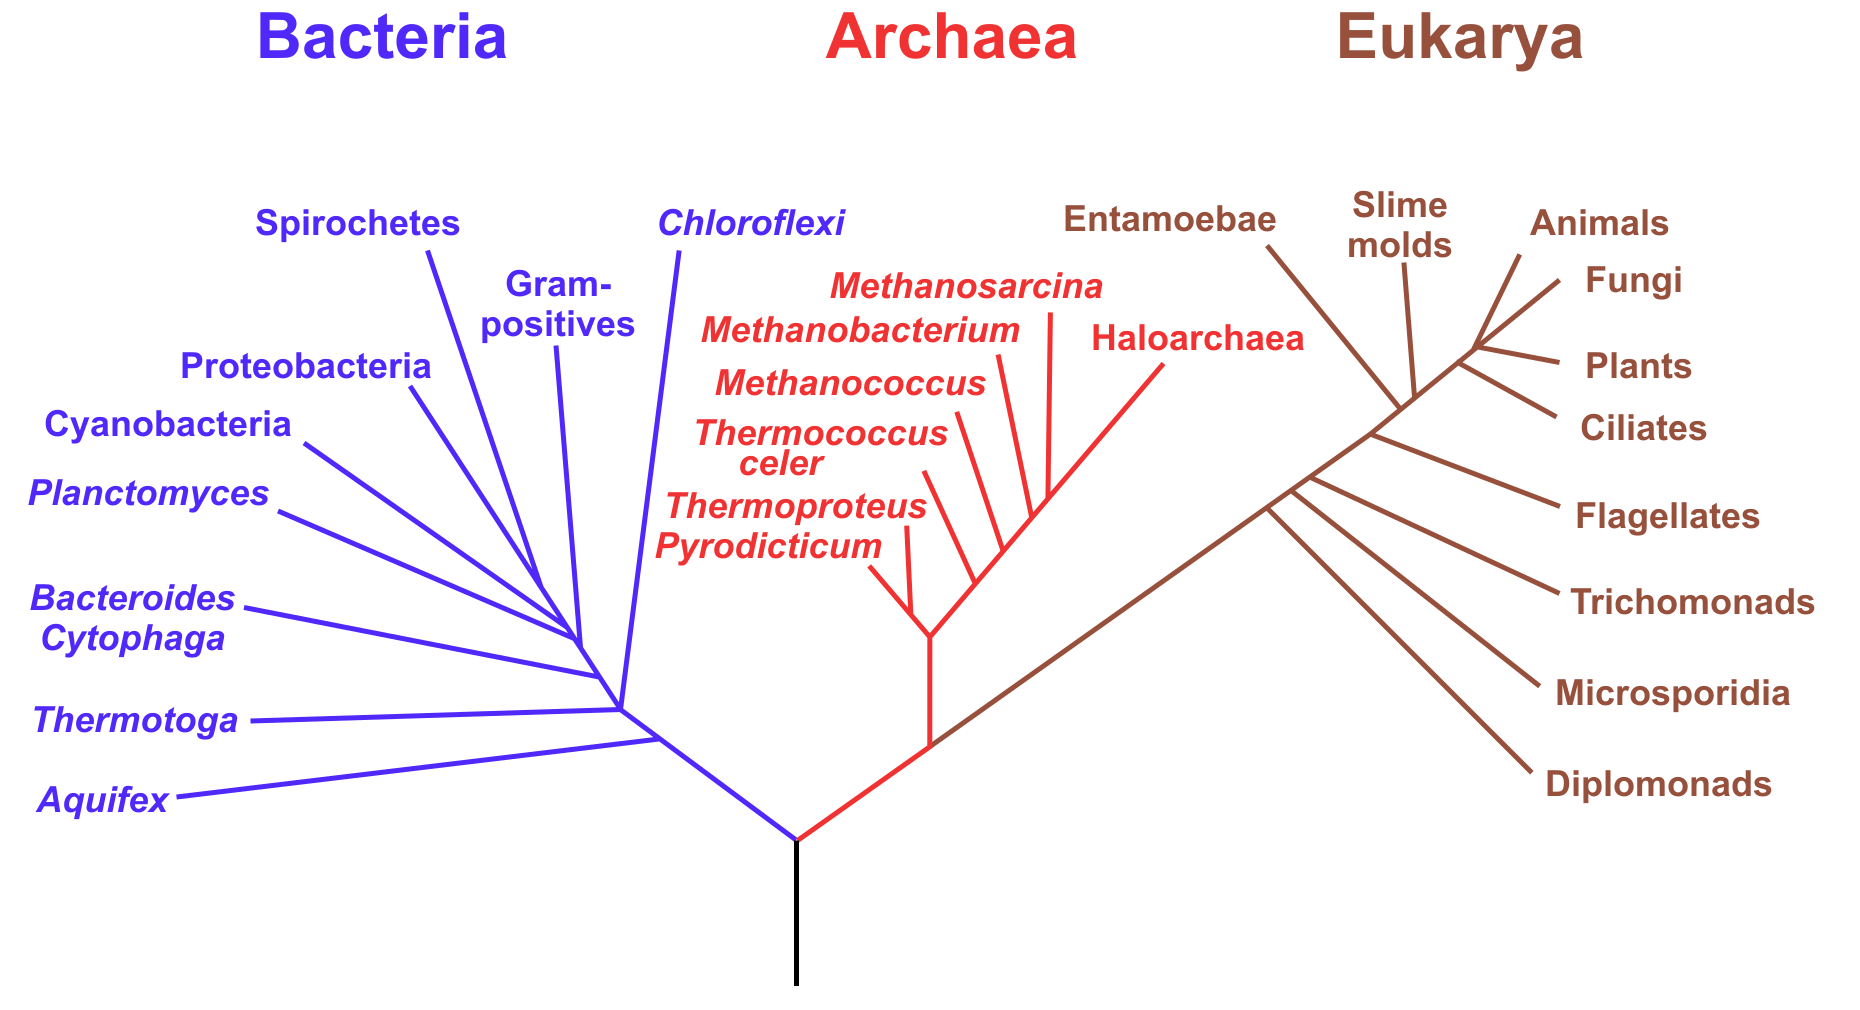 Bacteria
Archaea
Eukarya
Spirochetes
Gram-
positives
Chloroflexi
Proteobacteria
Cyanobacteria
Planctomyces
Bacteroides
Cytophaga
Thermotoga
Aquifex
Methanosarcina
Methanobacterium
Haloarchaea
Methanococcus
Thermococcus
celer
Thermoproteus
Pyrodicticum
Entamoebae
Slime
molds
Animals
Fungi
Plants
Ciliates
Flagellates
Trichomonads
Microsporidia
Diplomonads